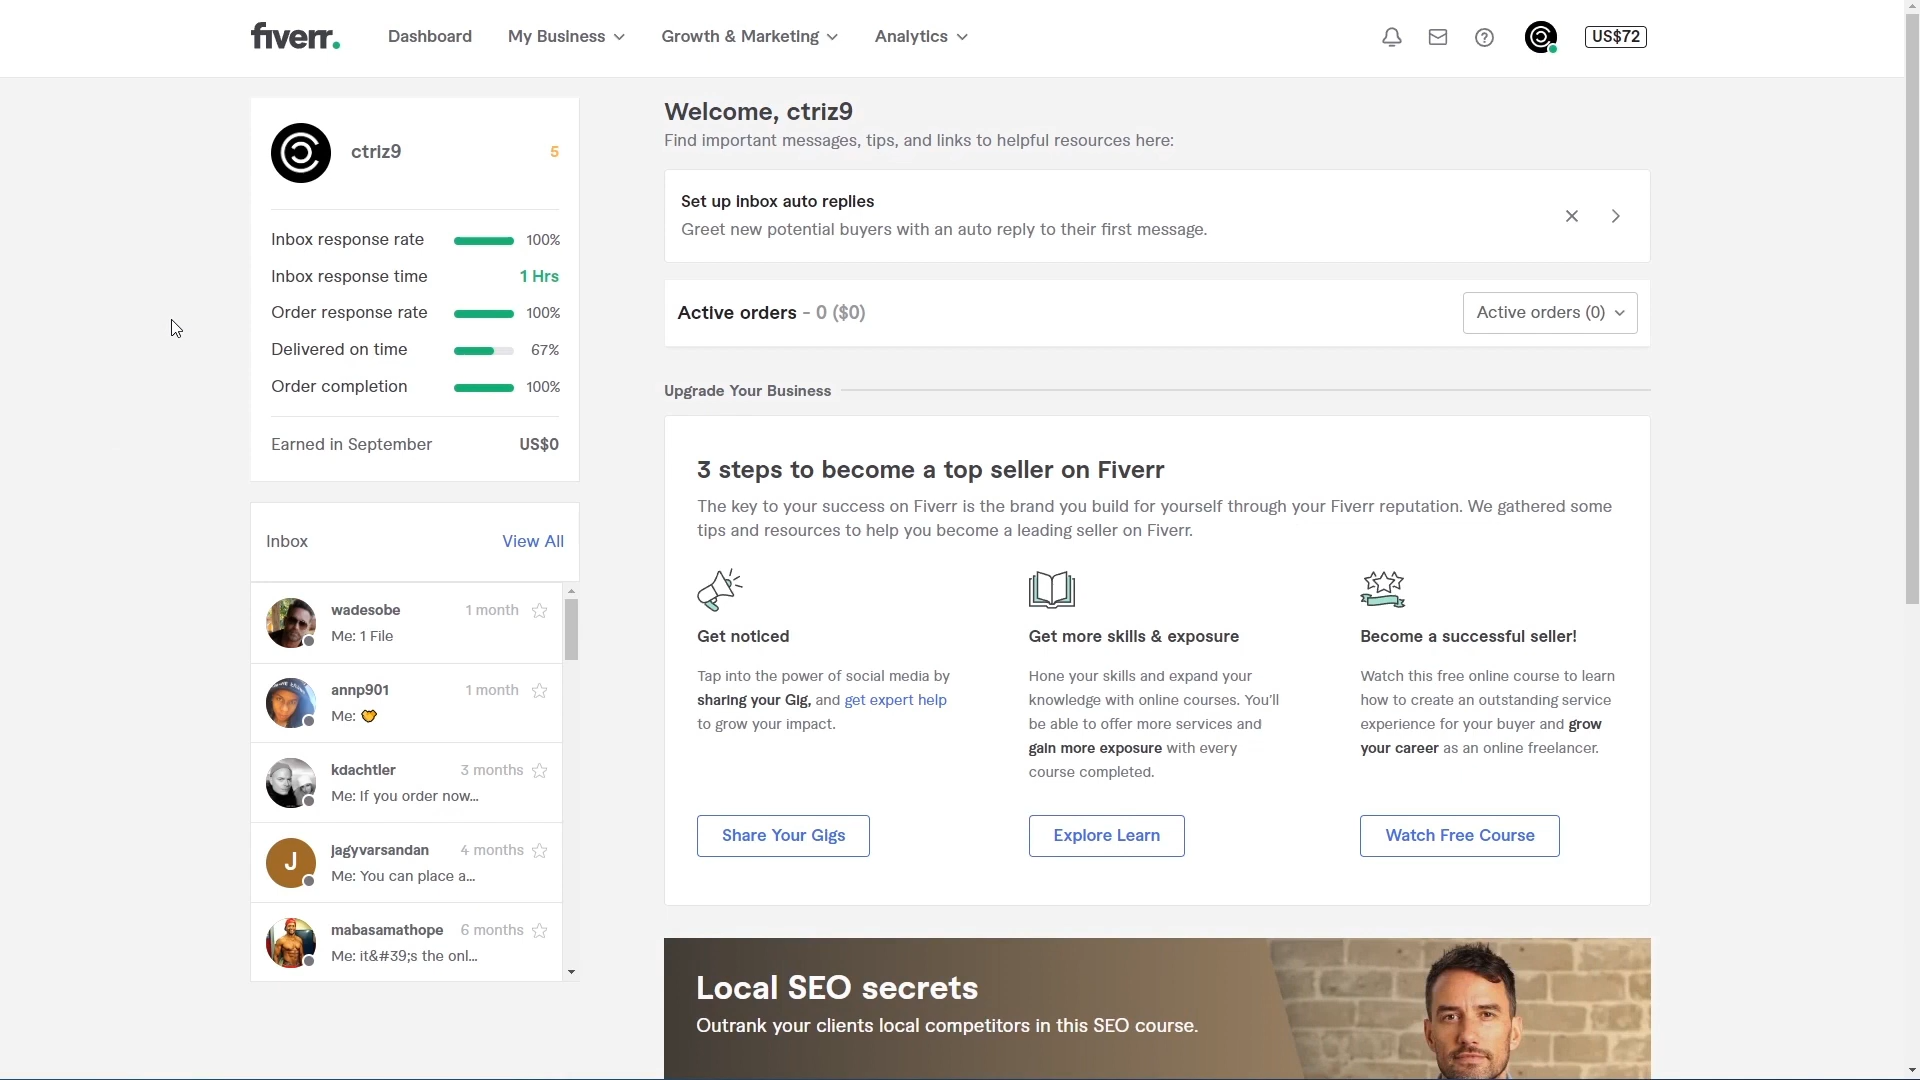 fiverr.
Dashboard
My Business
Growth & Marketing
Analytics
US$72
ctriz9
5
Inbox response rate 100%
Inbox response time 1 Hrs
Order response rate 100%
Delivered on time 67%
Order completion 100%
Earned in September US$0
Inbox View All
wadesobe 1 month
Me: 1 File
annp901 1 month
Me:
kdachtler 3 months
Me: If you order now...
J
jagyvarsandan 4 months
Me: You can place a...
mabasamathope 6 months
Me: it&#39;s the onl...
Welcome, ctriz9
Find important messages, tips, and links to helpful resources here:
Set up inbox auto replies
Greet new potential buyers with an auto reply to their first message.
Active orders - 0 ($0)
Active orders (0)
Upgrade Your Business
3 steps to become a top seller on Fiverr
The key to your success on Fiverr is the brand you build for yourself through your Fiverr reputation. We gathered some
tips and resources to help you become a leading seller on Fiverr.
Get noticed
Tap into the power of social media by
sharing your Gig, and get expert help
to grow your impact.
Share Your Gigs
Get more skills & exposure
Hone your skills and expand your
knowledge with online courses. You'll
be able to offer more services and
gain more exposure with every
course completed.
Explore Learn
Become a successful seller!
Watch this free online course to learn
how to create an outstanding service
experience for your buyer and grow
your career as an online freelancer.
Watch Free Course
Local SEO secrets
Outrank your clients local competitors in this SEO course.